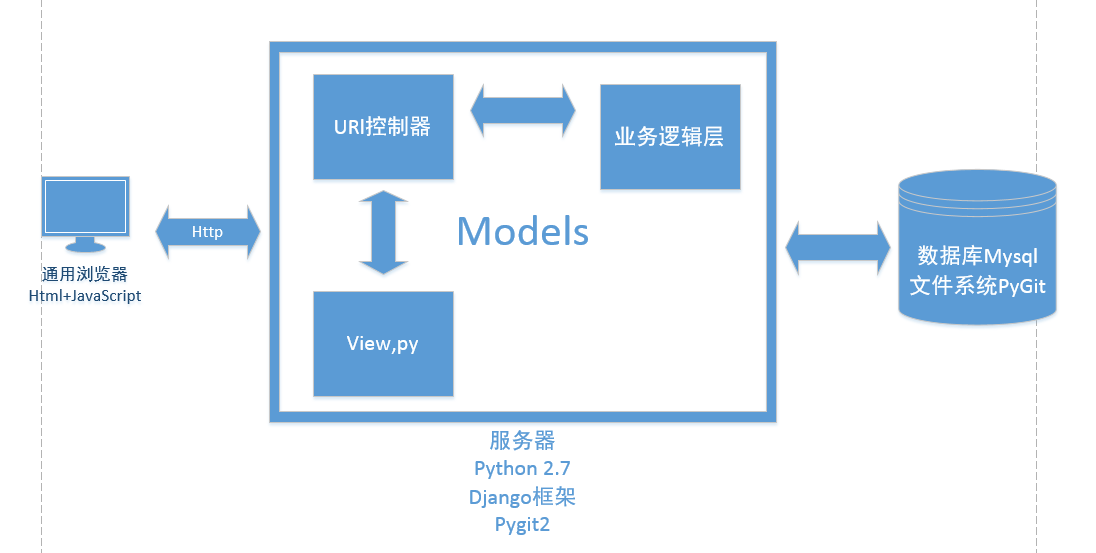 URl控制器
业务逻辑层
Models
Http
通用浏览器
Html+JavaScript
数据库Mysql
文件系统PyGit
View,py
服务器
Python 2.7
Django框架
Pygit2